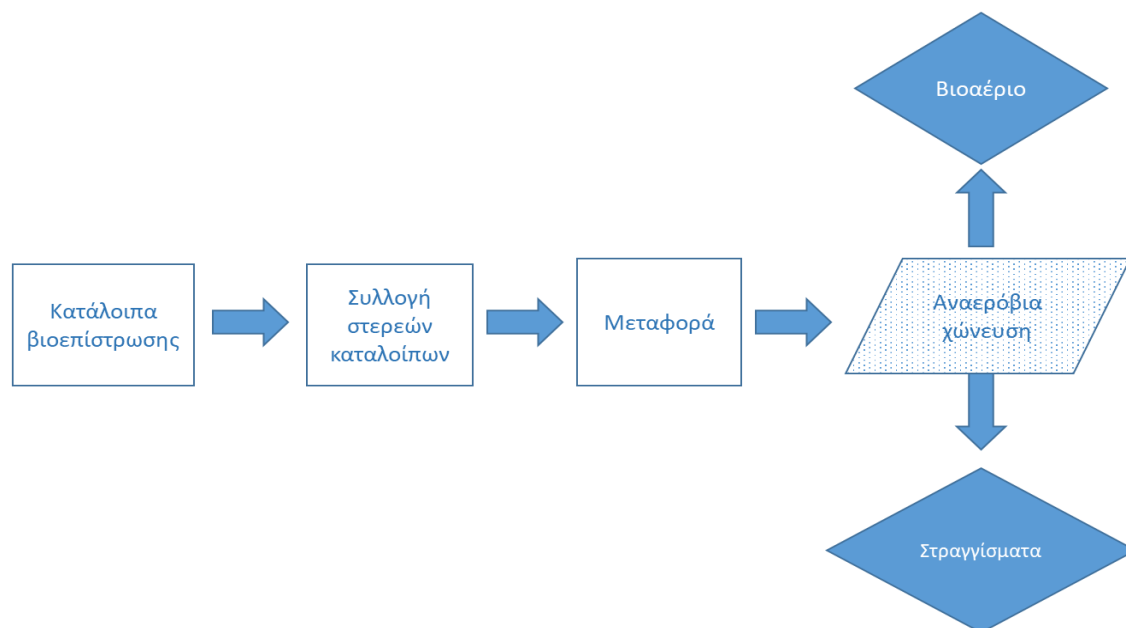 Βιοαέριο
Κατάλοιπα
βιοεπίστρωσης
Συλλογή
στερεών
καταλοίπων
Μεταφορά
Αναερόβια
χώνευση
Στραγγίσματα